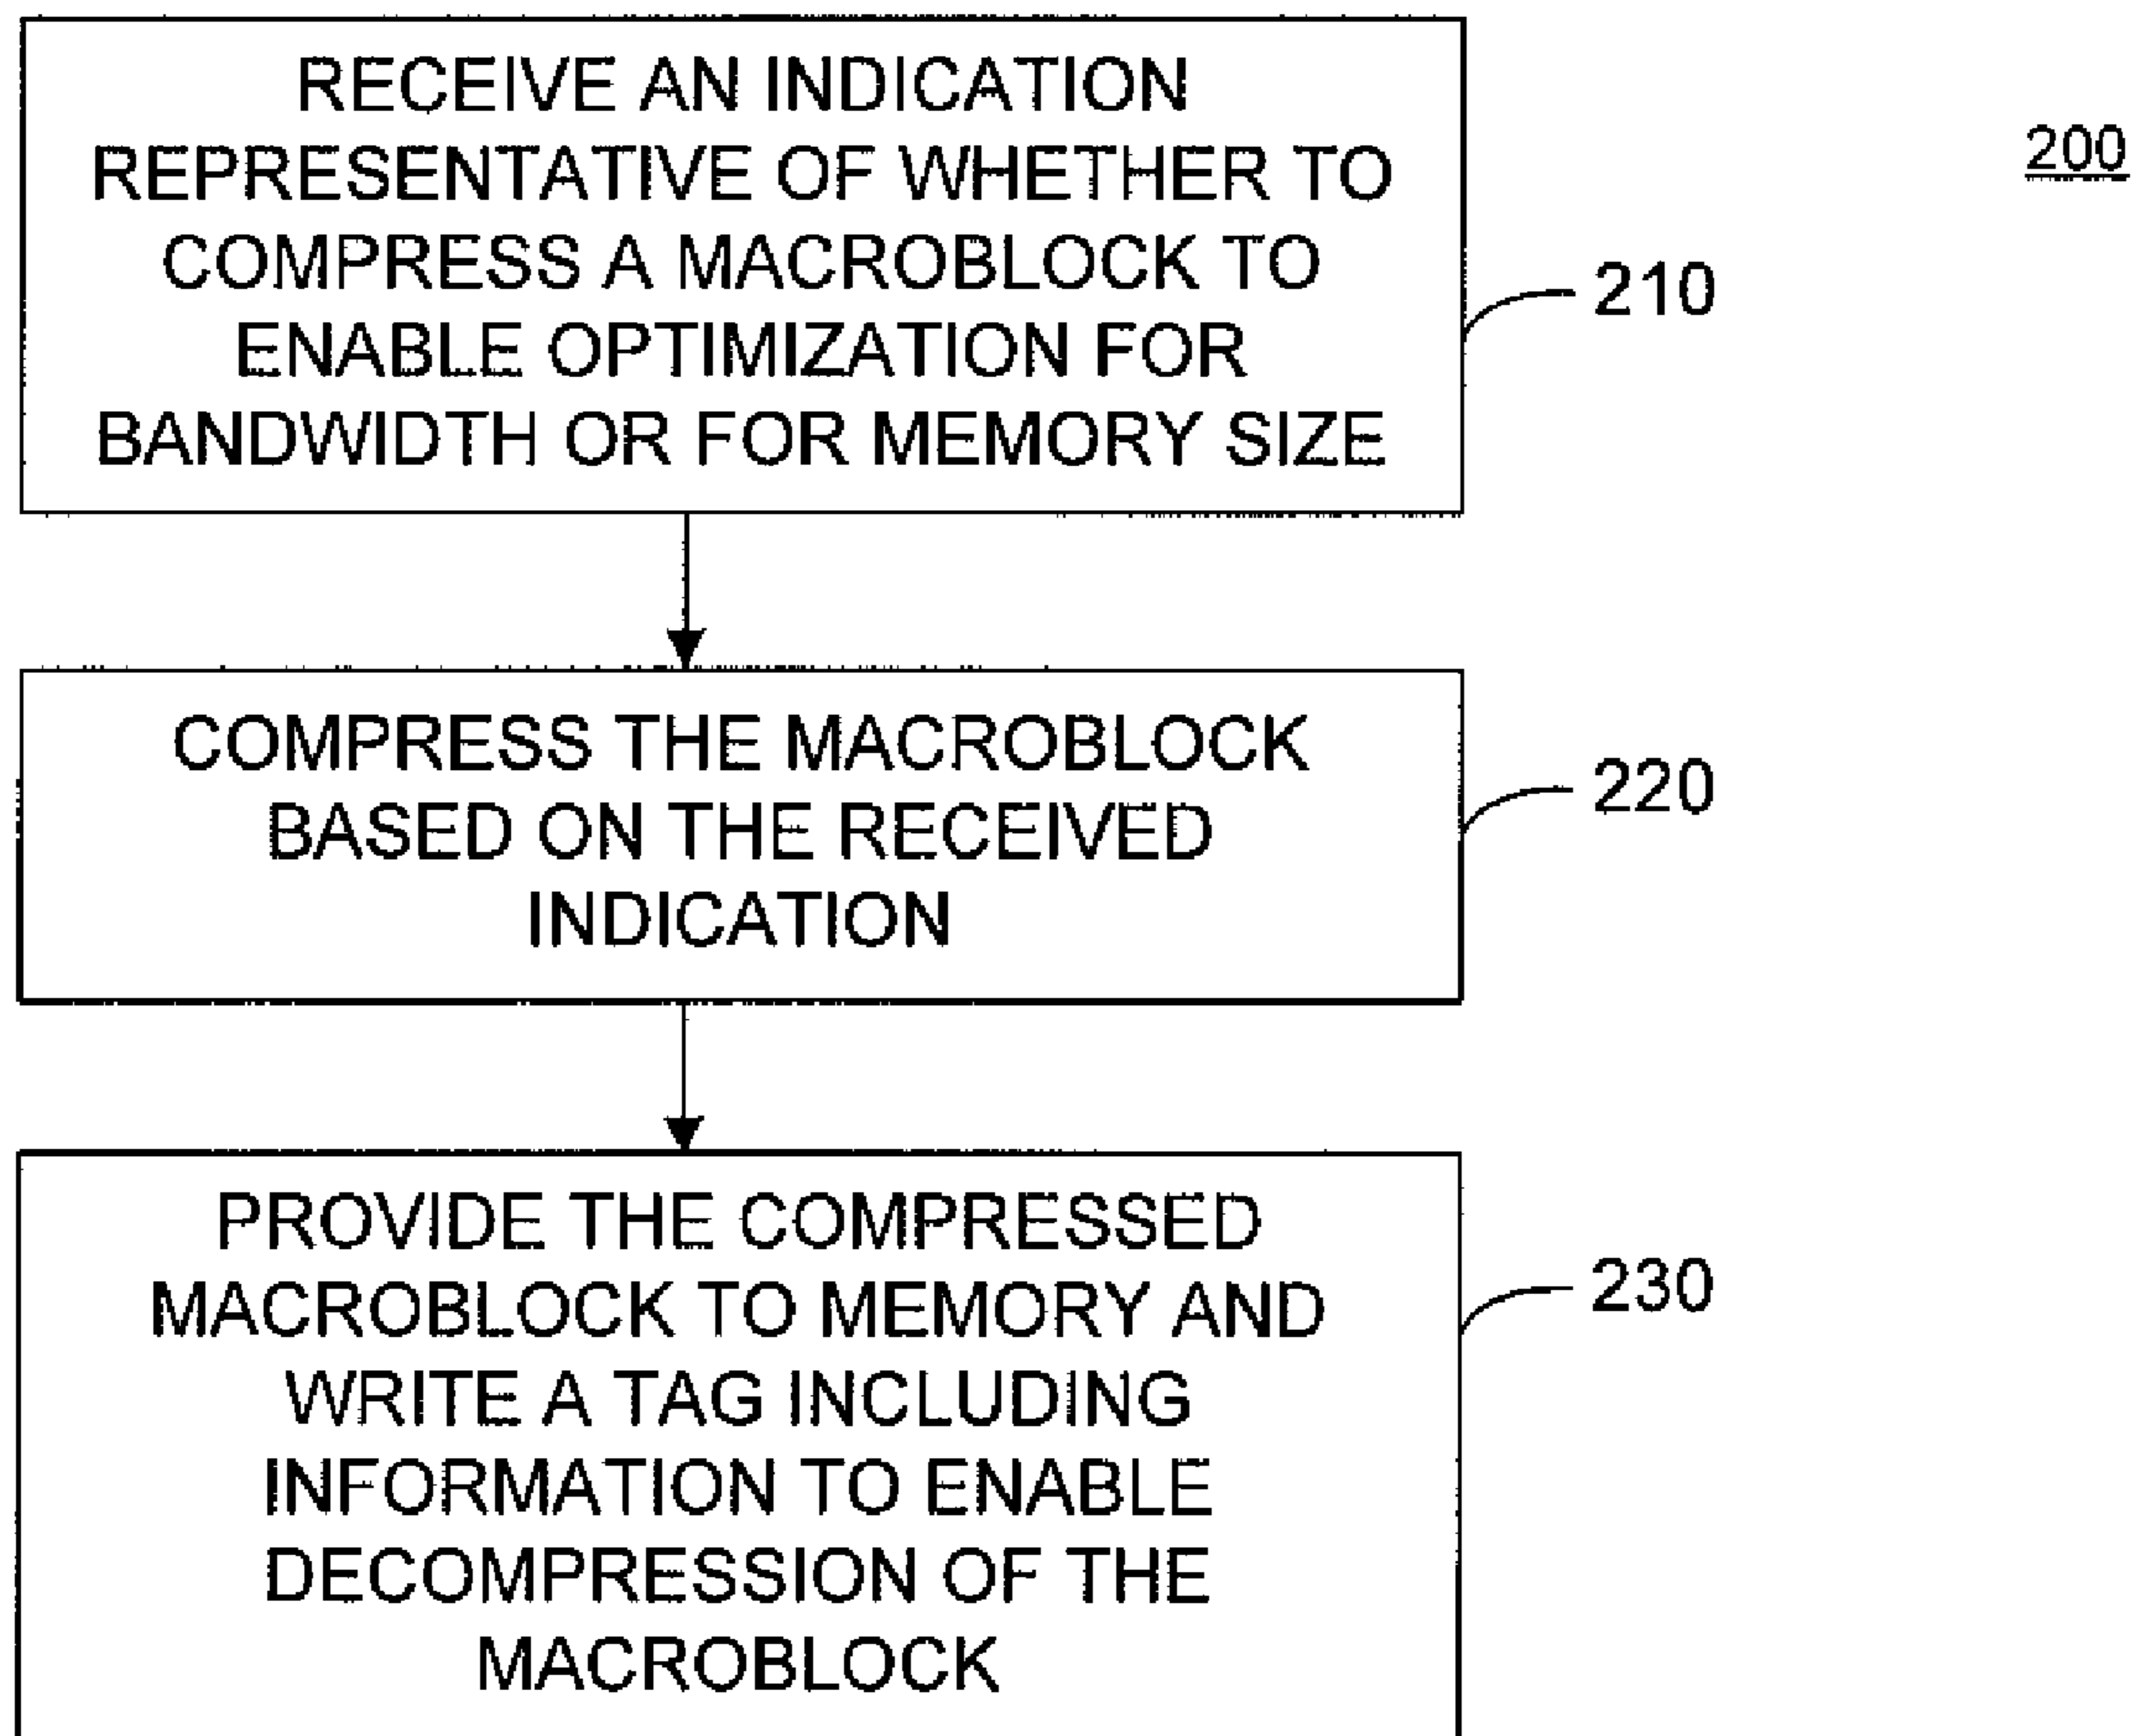 RECEIVE AN INDICATION
REPRESENTATIVE OF WHETHER TO
COMPRESS A MACROBLOCK TO
ENABLE OPTIMIZATION FOR
BANDWIDTH OR FOR MEMORY SIZE
200
210
COMPRESS THE MACROBLOCK
BASED ON THE RECEIVED
INDICATION
220
PROVIDE THE COMPRESSED
MACROBLOCK TO MEMORY AND
WRITE A TAG INCLUDING
INFORMATION TO ENABLE
DECOMPRESSION OF THE
MACROBLOCK
230